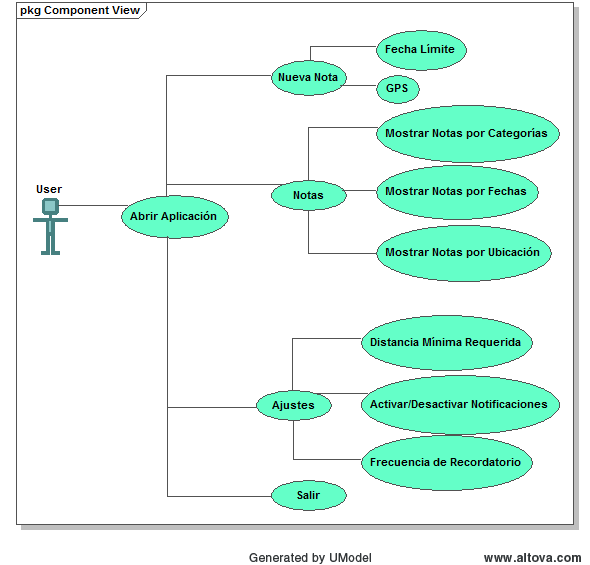 pkg Component View
Fecha Límite
Nueva Nota
GPS
Mostrar Notas por Categorías
User
Notas
Mostrar Notas por Fechas
Abrir Aplicación
Mostrar Notas por Ubicación
Distancia Mínima Requerida
Ajustes
Activar/Desactivar Notificaciones
Frecuencia de Recordatorio
Salir
Generated by UModel
www.altova.com